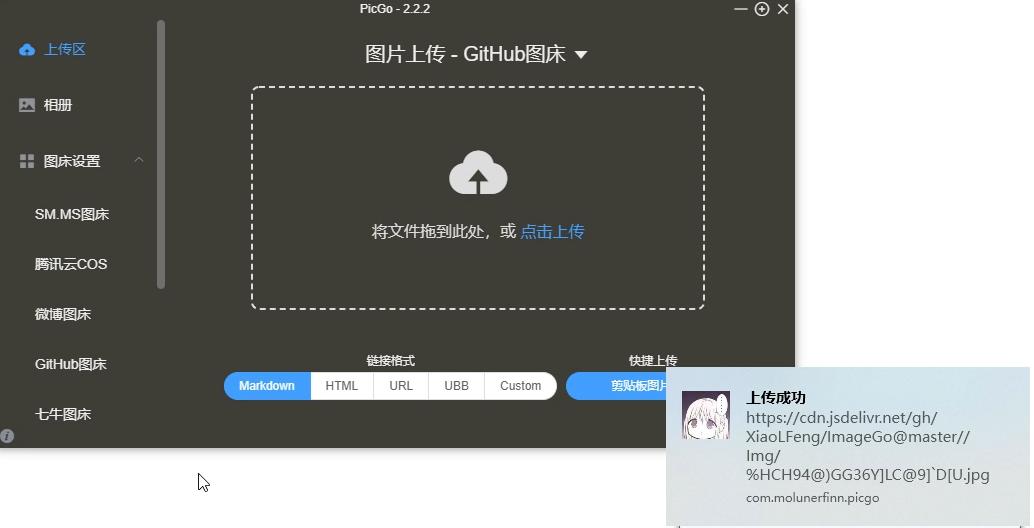 PicGo - 2.2.2
上传区
相册
图床设置
SM.MS图床
腾讯云COS
微博图床
GitHub图床
七牛图床
图片上传 - GitHub图床
将文件拖到此处，或 点击上传
链接格式
Markdown HTML URL UBB Custom
快捷上传
剪贴板图片
上传成功
https://cdn.jsdelivr.net/gh/
XiaoLFeng/ImageGo@master//
Img/
%HCH94@)GG36Y]LC@9]`D[U.jpg
com.molunerfinn.picgo